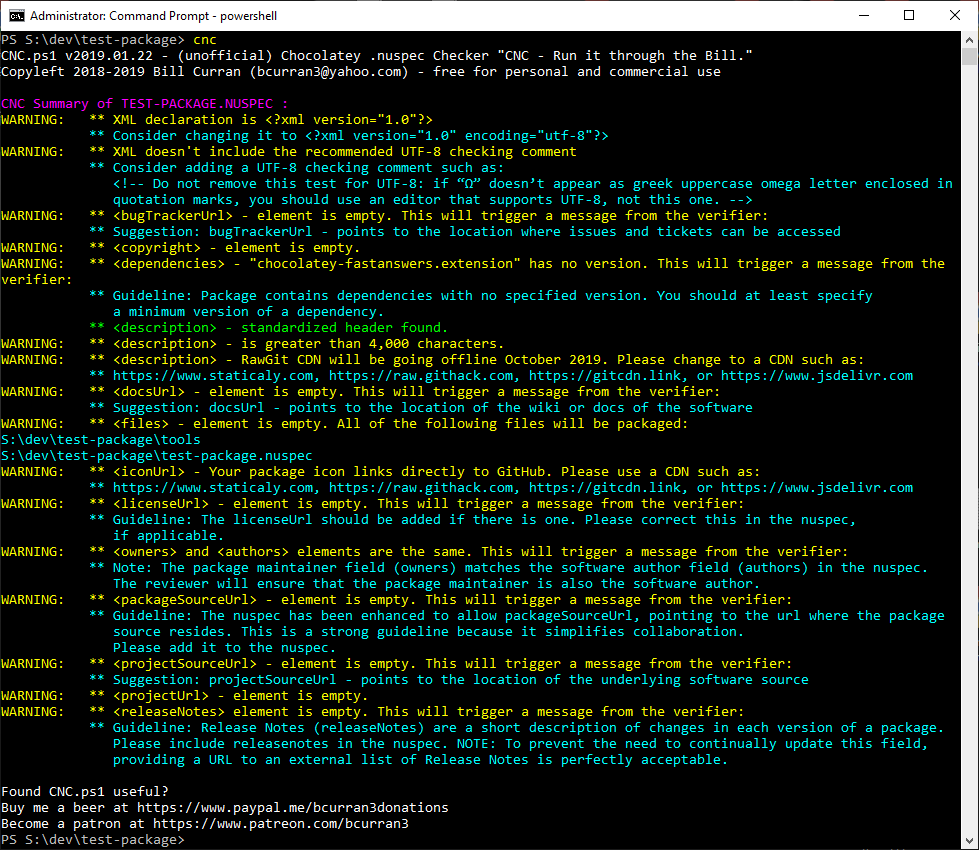 Administrator: Command Prompt - powershell
PS S:\dev\test-package> cnc
CNC.ps1 v2019.01.22 - (unofficial) Chocolatey .nuspec Checker "CNC - Run it through the Bill."
Copyleft 2018-2019 Bill Curran (bcurran3@yahoo.com) - free for personal and commercial use
CNC Summary of TEST-PACKAGE.NUSPEC :
WARNING:   ** XML declaration is <?xml version="1.0"?>
           ** Consider changing it to <?xml version="1.0" encoding="utf-8"?>
WARNING:   ** XML doesn't include the recommended UTF-8 checking comment
           ** Consider adding a UTF-8 checking comment such as:
              <!-- Do not remove this test for UTF-8: if “Ω” doesn’t appear as greek uppercase omega letter enclosed in
              quotation marks, you should use an editor that supports UTF-8, not this one. -->
WARNING:   ** <bugTrackerUrl> - element is empty. This will trigger a message from the verifier:
           ** Suggestion: bugTrackerUrl - points to the location where issues and tickets can be accessed
WARNING:   ** <copyright> - element is empty.
WARNING:   ** <dependencies> - "chocolatey-fastanswers.extension" has no version. This will trigger a message from the
verifier:
           ** Guideline: Package contains dependencies with no specified version. You should at least specify
              a minimum version of a dependency.
           ** <description> - standardized header found.
WARNING:   ** <description> - is greater than 4,000 characters.
WARNING:   ** <description> - RawGit CDN will be going offline October 2019. Please change to a CDN such as:
           ** https://www.staticaly.com, https://raw.githack.com, https://gitcdn.link, or https://www.jsdelivr.com
WARNING:   ** <docsUrl> - element is empty. This will trigger a message from the verifier:
           ** Suggestion: docsUrl - points to the location of the wiki or docs of the software
WARNING:   ** <files> - element is empty. All of the following files will be packaged:
S:\dev\test-package\tools
S:\dev\test-package\test-package.nuspec
WARNING:   ** <iconUrl> - Your package icon links directly to GitHub. Please use a CDN such as:
           ** https://www.staticaly.com, https://raw.githack.com, https://gitcdn.link, or https://www.jsdelivr.com
WARNING:   ** <licenseUrl> - element is empty. This will trigger a message from the verifier:
           ** Guideline: The licenseUrl should be added if there is one. Please correct this in the nuspec,
              if applicable.
WARNING:   ** <owners> and <authors> elements are the same. This will trigger a message from the verifier:
           ** Note: The package maintainer field (owners) matches the software author field (authors) in the nuspec.
              The reviewer will ensure that the package maintainer is also the software author.
WARNING:   ** <packageSourceUrl> - element is empty. This will trigger a message from the verifier:
           ** Guideline: The nuspec has been enhanced to allow packageSourceUrl, pointing to the url where the package
              source resides. This is a strong guideline because it simplifies collaboration.
              Please add it to the nuspec.
WARNING:   ** <projectSourceUrl> - element is empty. This will trigger a message from the verifier:
           ** Suggestion: projectSourceUrl - points to the location of the underlying software source
WARNING:   ** <projectUrl> - element is empty.
WARNING:   ** <releaseNotes> element is empty. This will trigger a message from the verifier:
           ** Guideline: Release Notes (releaseNotes) are a short description of changes in each version of a package.
              Please include releasenotes in the nuspec. NOTE: To prevent the need to continually update this field,
              providing a URL to an external list of Release Notes is perfectly acceptable.
Found CNC.ps1 useful?
Buy me a beer at https://www.paypal.me/bcurran3donations
Become a patron at https://www.patreon.com/bcurran3
PS S:\dev\test-package>